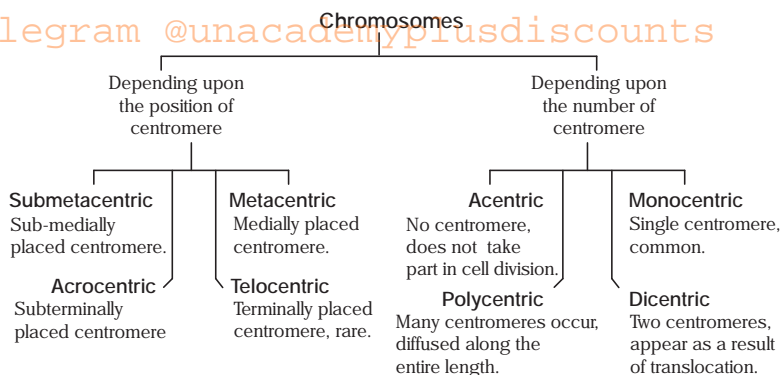 legram @unacademyplusdiscounts
Chromosomes
Depending upon
the position of
centromere
Depending upon
the number of
centromere
Submetacentric
Sub-medially
placed centromere.
Metacentric
Medially placed
centromere.
Acrocentric
Subterminally
placed centromere
Telocentric
Terminally placed
centromere, rare.
Acentric
No centromere,
does not take
part in cell division.
Monocentric
Single centromere,
common.
Polycentric
Many centromeres occur,
diffused along the
entire length.
Dicentric
Two centromeres,
appear as a result
of translocation.